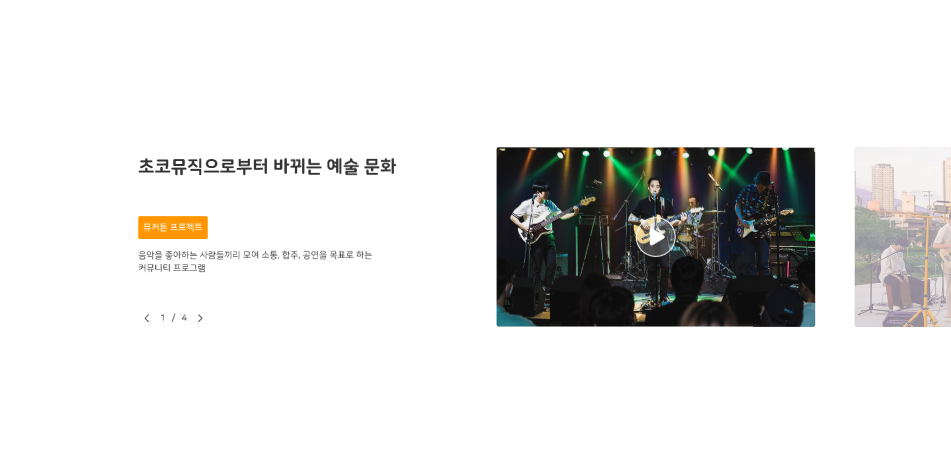 초코뮤직으로부터 바뀌는 예술 문화
뮤커톤 프로젝트
음악을 좋아하는 사람들끼리 모여 소통, 합주, 공연을 목표로 하는
커뮤니티 프로그램
1 / 4